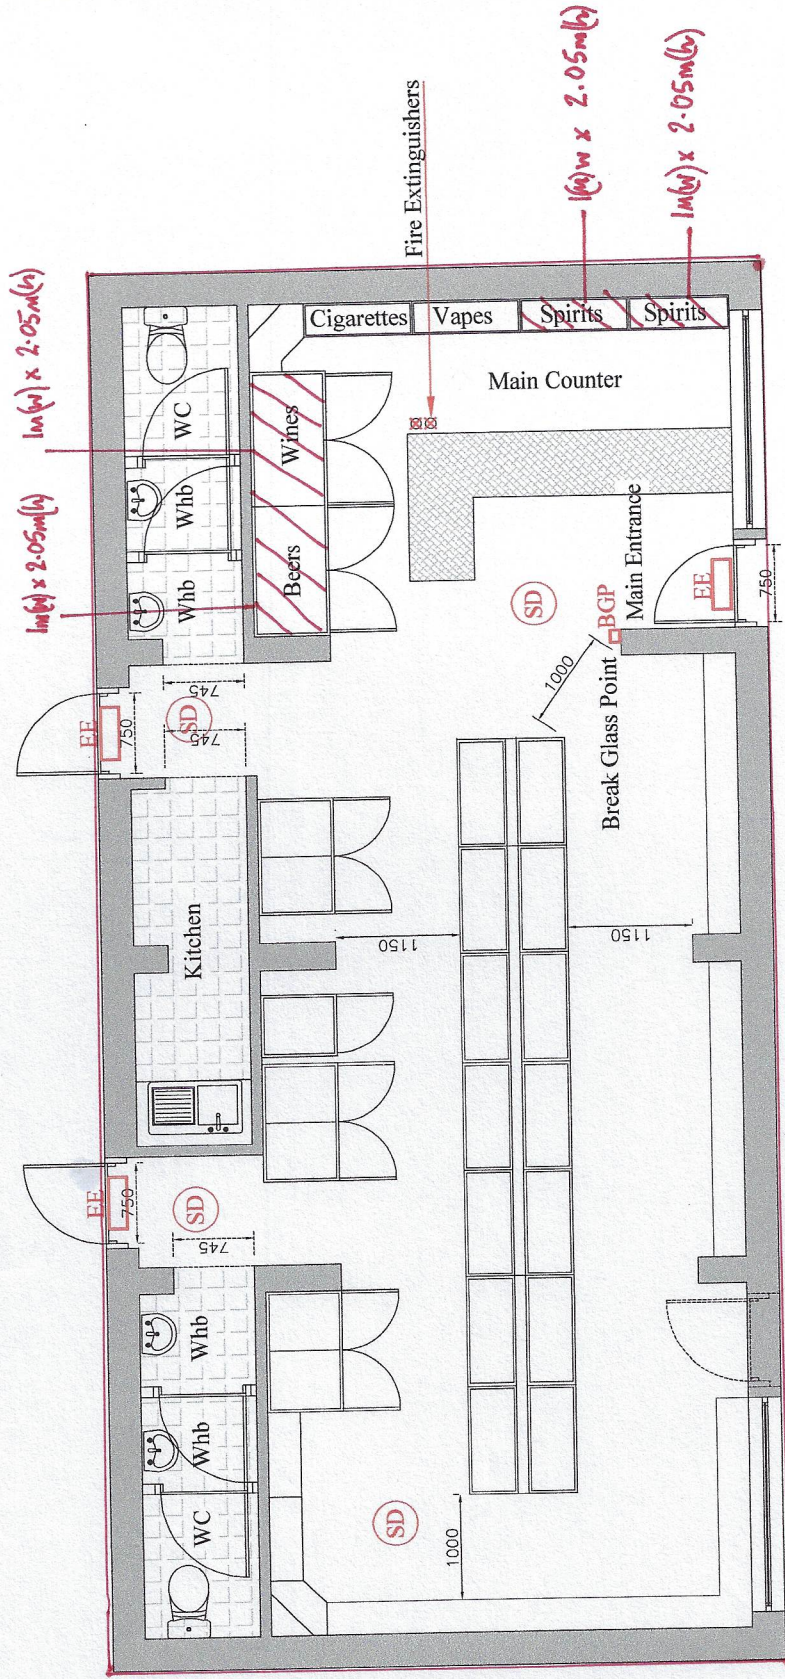 1m(w) x 2.05m(h)
1m(w) x 2.05m(h)
Fire Extinguishers
1(m)w x 2.05m(h)
1m(w) x 2.05m(h)
EE
750
EE
750
WC
Whb
Whb
SD
745
Kitchen
745
SD
745
Whb
Whb
WC
Beers
Wines
Cigarettes
Vapes
Spirits
Spirits
Main Counter
SD
1000
1150
1150
1000
SD
BGP
Break Glass Point
Main Entrance
EE
750